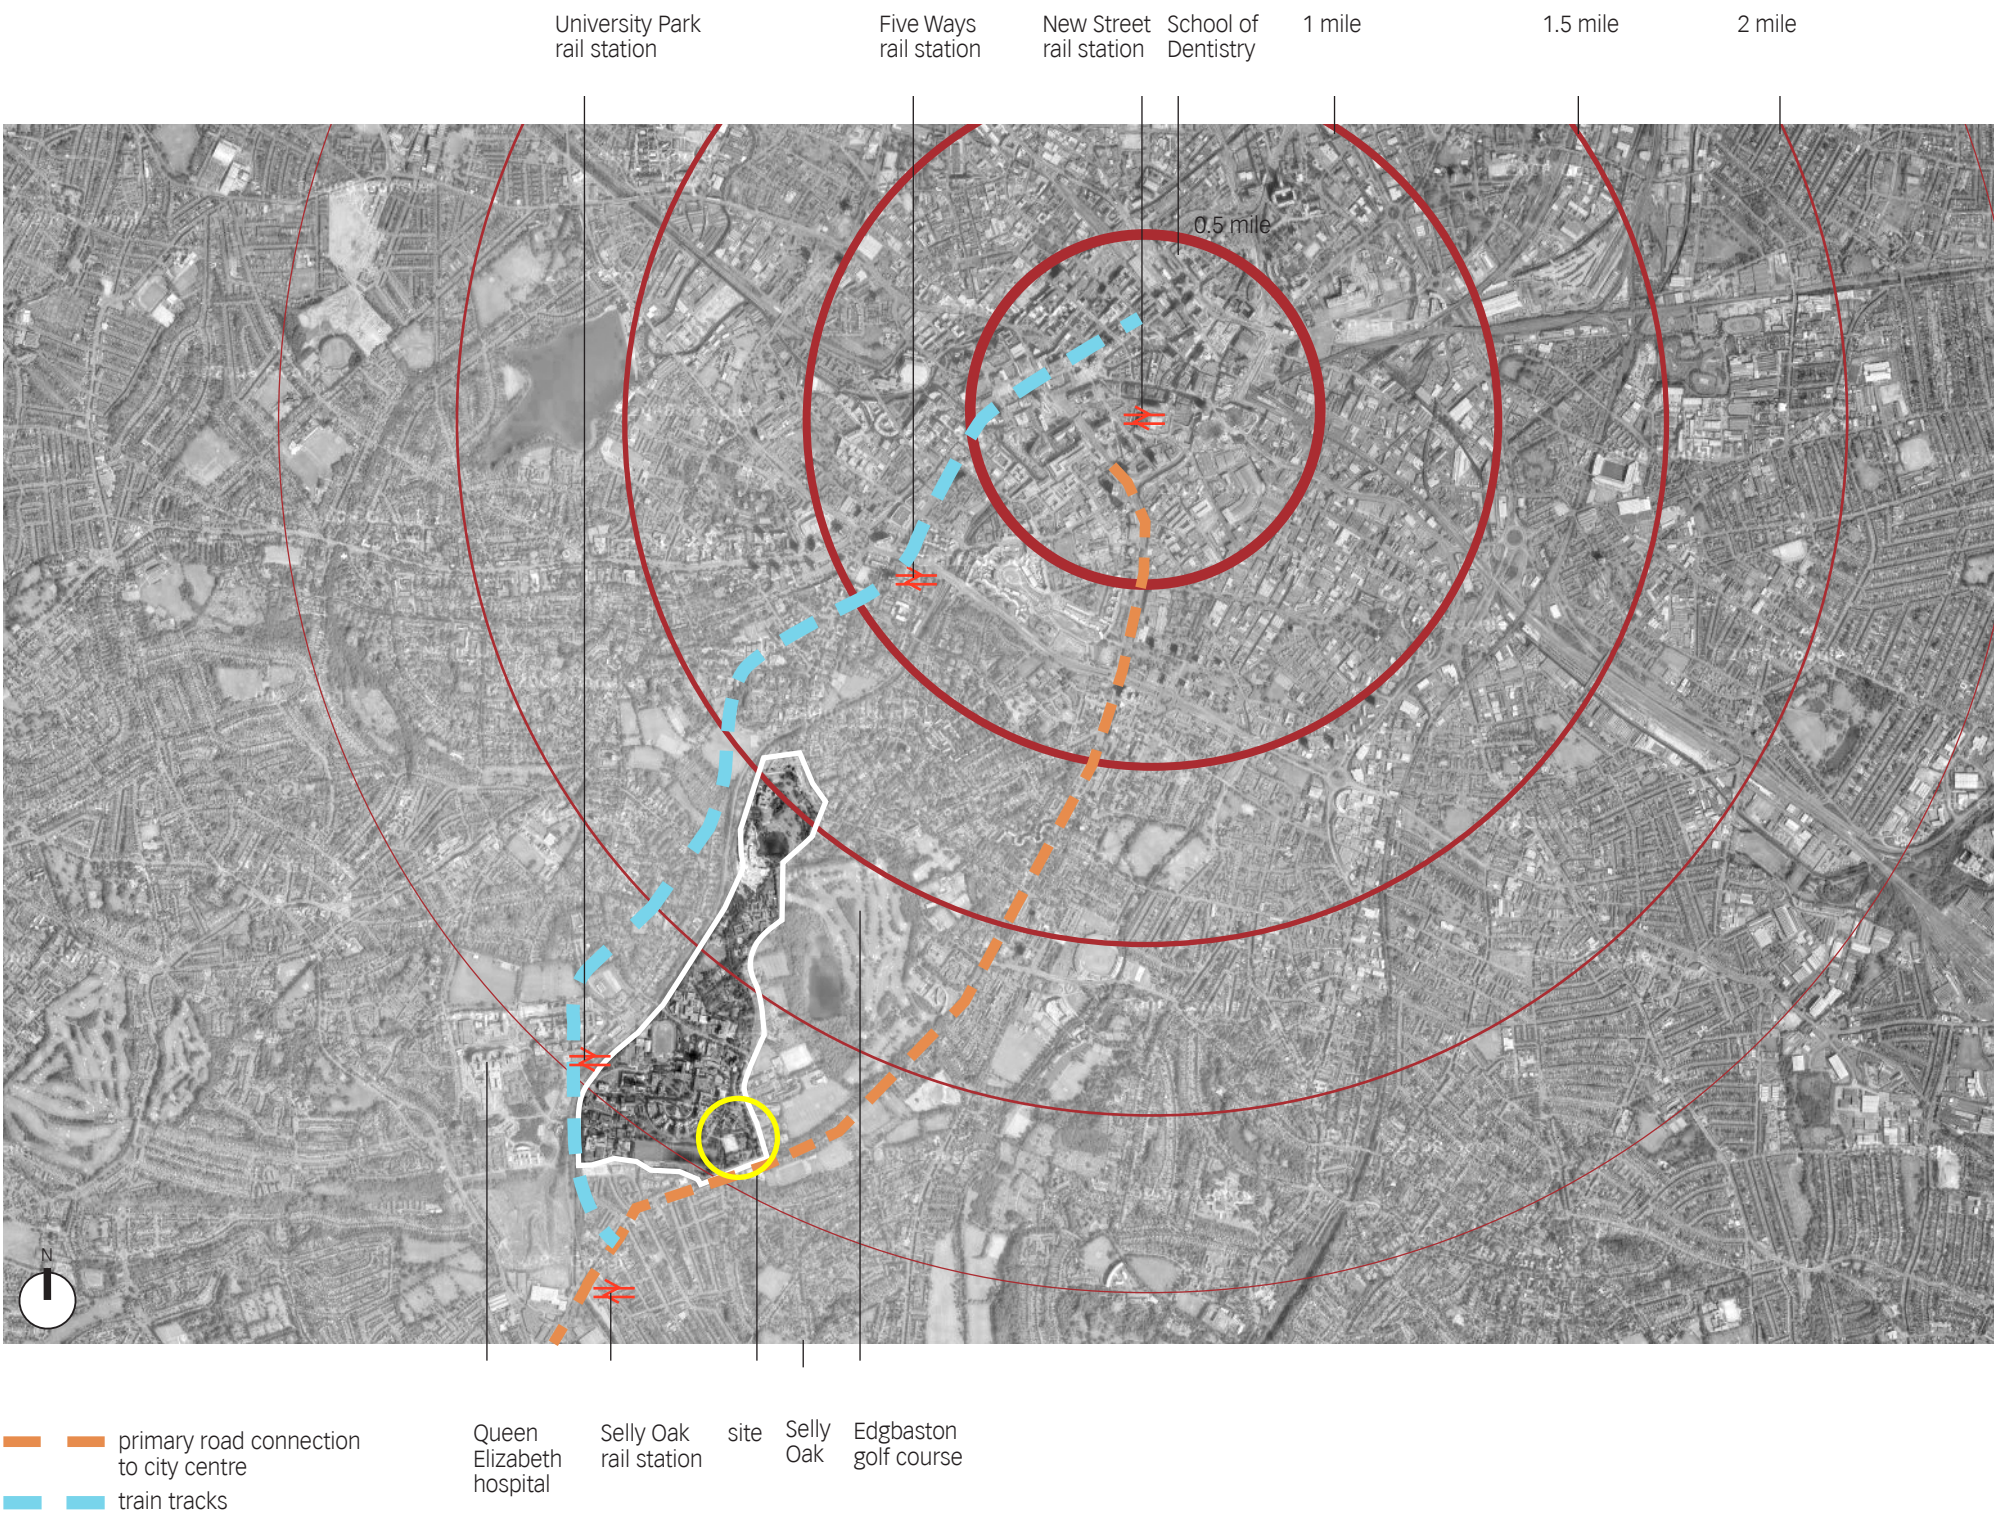 University Park
rail station
Five Ways
rail station
New Street
rail station
School of
Dentistry
1 mile
1.5 mile
2 mile
0.5 mile
N
primary road connection
to city centre
train tracks
Queen
Elizabeth
hospital
Selly Oak
rail station
site
Selly
Oak
Edgbaston
golf course